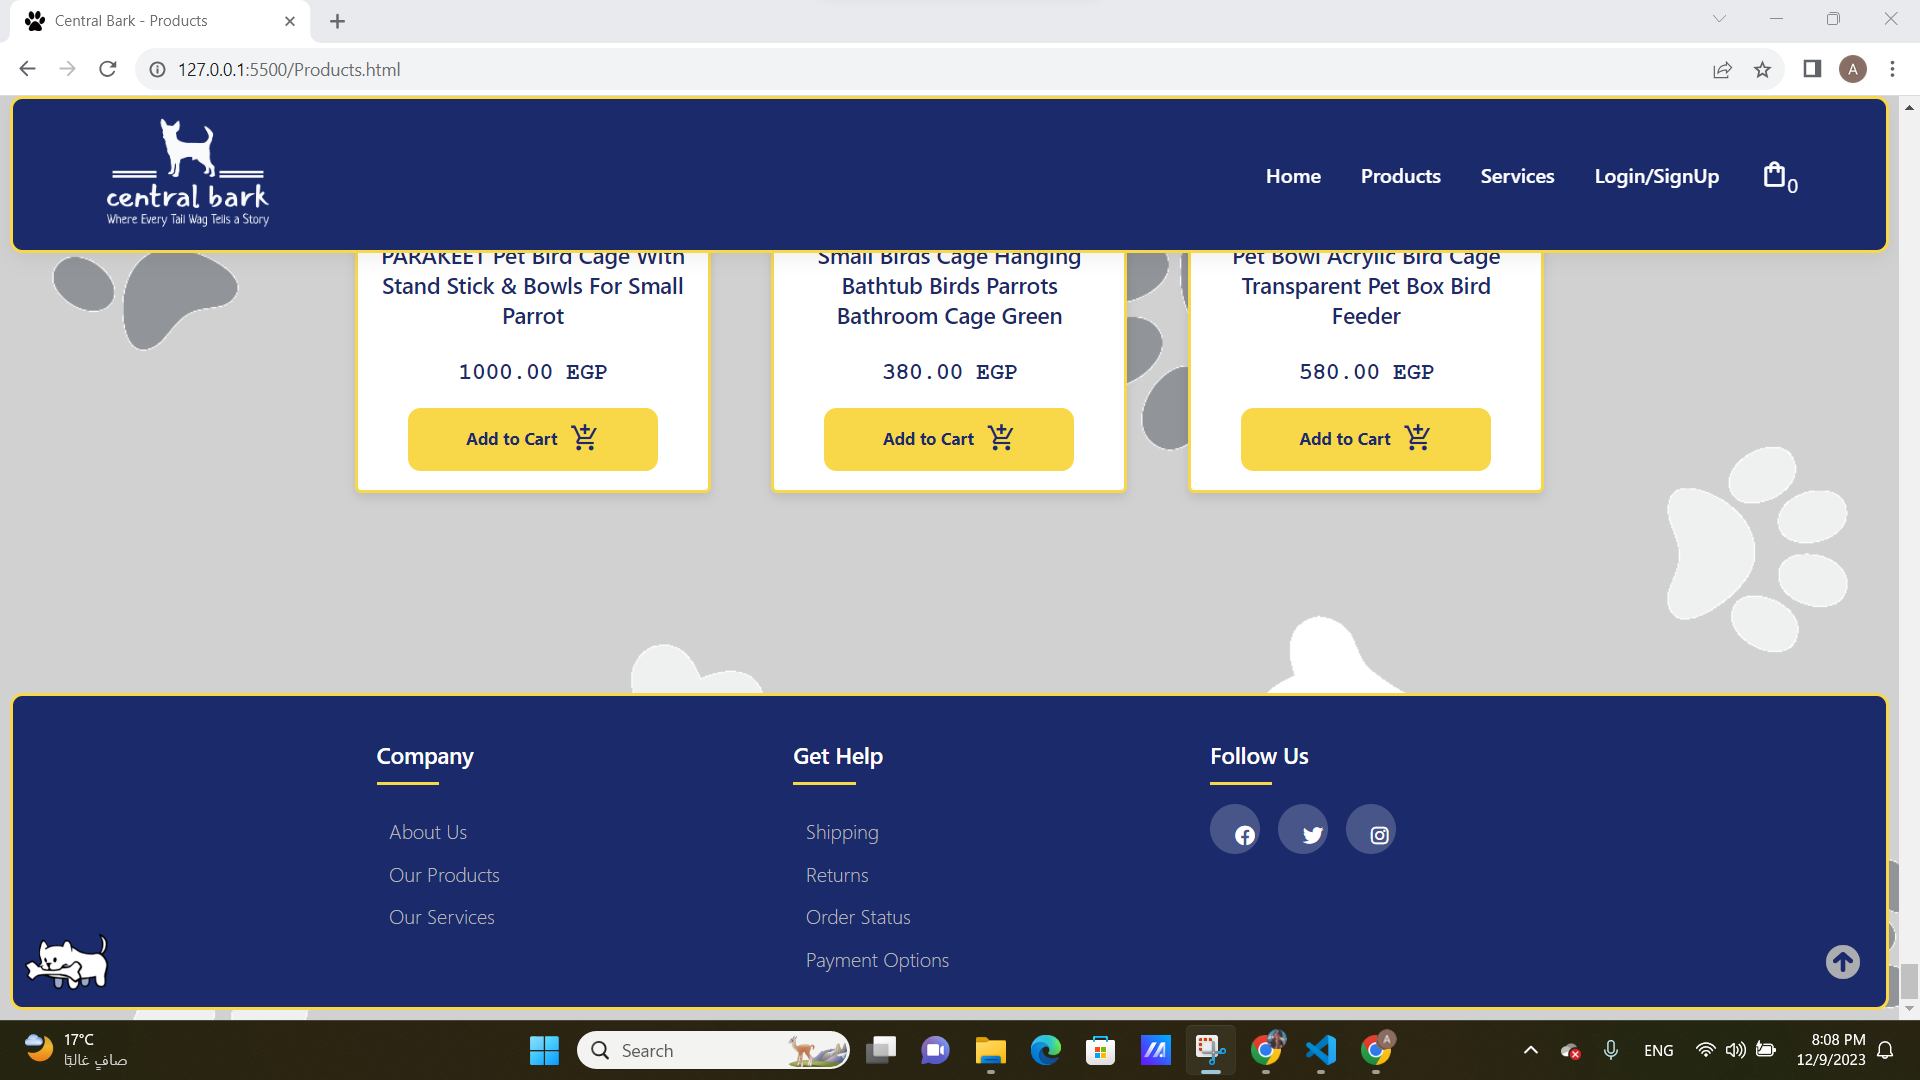 Central Bark - Products
127.0.0.1:5500/Products.html
A
central bark
Where Every Tail Wag Tells a Story
Home
Products
Services
Login/SignUp
0
PARAKEET Pet Bird Cage With
Stand Stick & Bowls For Small
Parrot
1000.00 EGP
Add to Cart
Small Birds Cage Hanging
Bathtub Birds Parrots
Bathroom Cage Green
380.00 EGP
Add to Cart
Pet Bowl Acrylic Bird Cage
Transparent Pet Box Bird
Feeder
580.00 EGP
Add to Cart
Company
About Us
Our Products
Our Services
Get Help
Shipping
Returns
Order Status
Payment Options
Follow Us
17°C
صافٍ غالبًا
Search
A
ENG
8:08 PM
12/9/2023